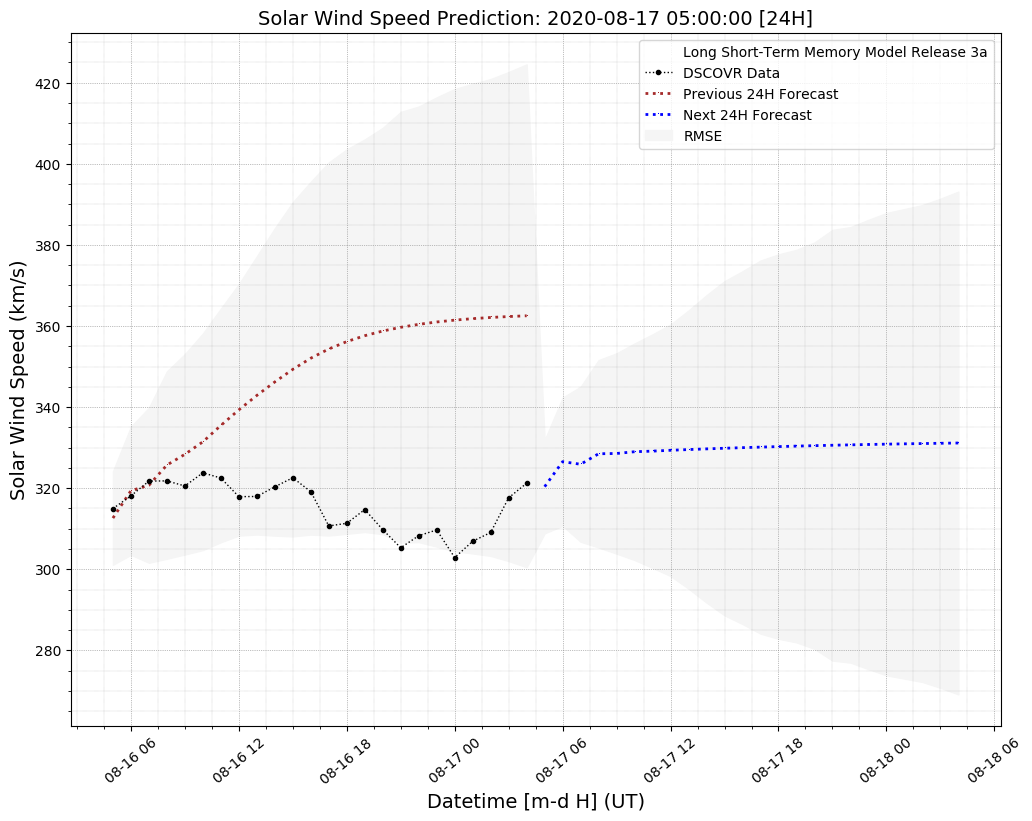 Solar Wind Speed Prediction: 2020-08-17 05:00:00 [24H]
Long Short-Term Memory Model Release 3a
DSCOVR Data
Previous 24H Forecast
Next 24H Forecast
RMSE
Solar Wind Speed (km/s)
420
400
380
360
340
320
300
280
08-16 06
08-16 12
08-16 18
08-17 00
08-17 06
08-17 12
08-17 18
08-18 00
08-18 06
Datetime [m-d H] (UT)